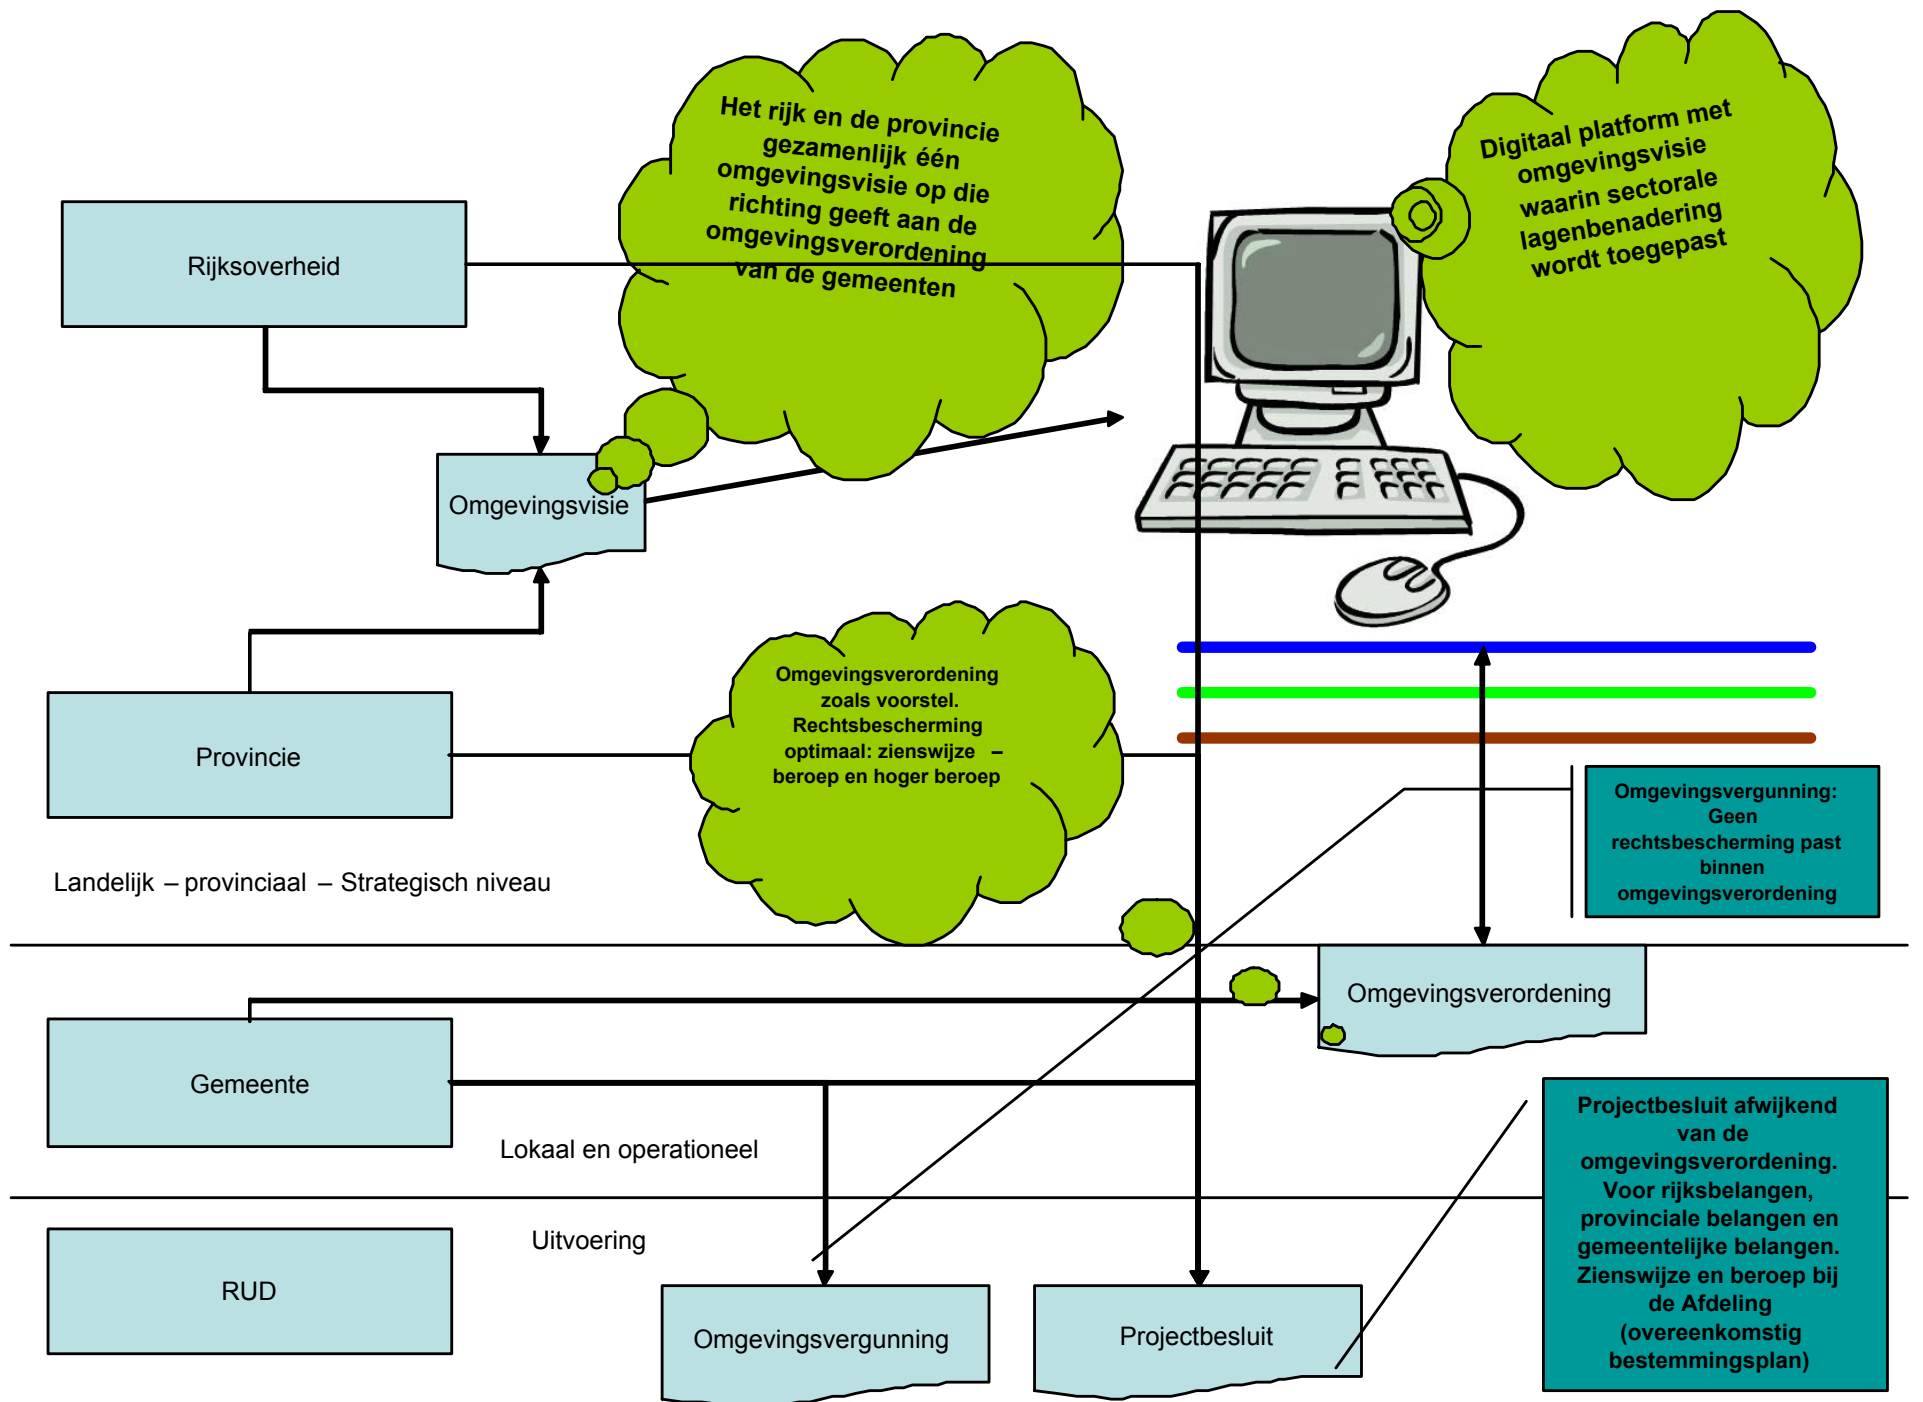 Het rijk en de provincie
gezamenlijk één
omgevingsvisie op die
richting geeft aan de
omgevingsverordening
van de gemeenten
Digitaal platform met
omgevingsvisie
waarin sectorale
lagenbenadering
wordt toegepast
Rijksoverheid
Omgevingsvisie
Omgevingsverordening
zoals voorstel.
Rechtsbescherming
optimaal: zienswijze –
beroep en hoger beroep
Provincie
Omgevingsvergunning:
Geen
rechtsbescherming past
binnen
omgevingsverordening
Landelijk – provinciaal – Strategisch niveau
Omgevingsverordening
Gemeente
Lokaal en operationeel
Projectbesluit afwijkend
van de
omgevingsverordening.
Voor rijksbelangen,
provinciale belangen en
gemeentelijke belangen.
Zienswijze en beroep bij
de Afdeling
(overeenkomstig
bestemmingsplan)
Uitvoering
RUD
Omgevingsvergunning
Projectbesluit